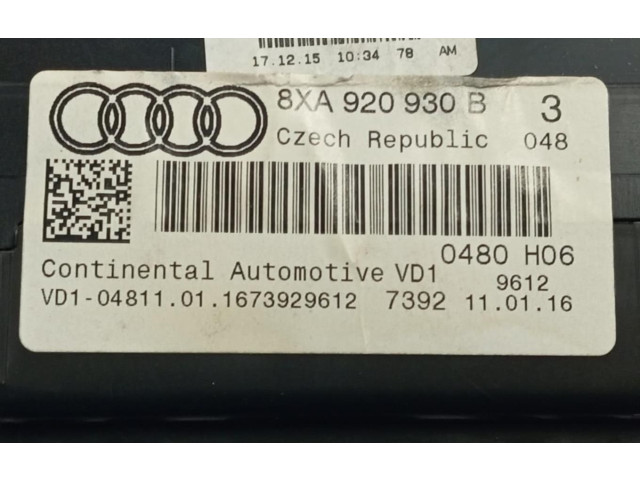 17.12.15 10:34 78 AM
8XA 920 930 B 3
Czech Republic 048
0480 H06
Continental Automotive VD1 9612
VD1-04811.01.1673929612 7392 11.01.16